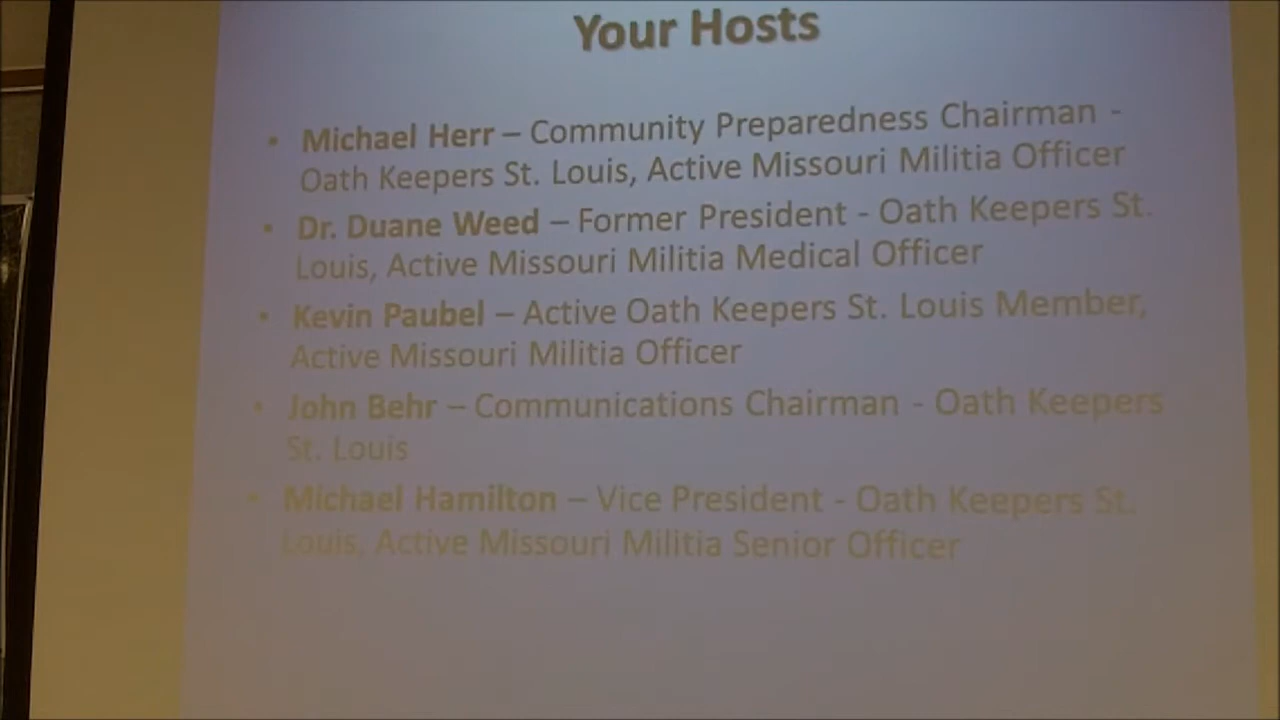 Your Hosts
• Michael Herr – Community Preparedness Chairman -
Oath Keepers St. Louis, Active Missouri Militia Officer
• Dr. Duane Weed – Former President - Oath Keepers St.
Louis, Active Missouri Militia Medical Officer
• Kevin Paubel – Active Oath Keepers St. Louis Member,
Active Missouri Militia Officer
• John Behr – Communications Chairman - Oath Keepers
St. Louis
• Michael Hamilton – Vice President - Oath Keepers St.
Louis, Active Missouri Militia Senior Officer